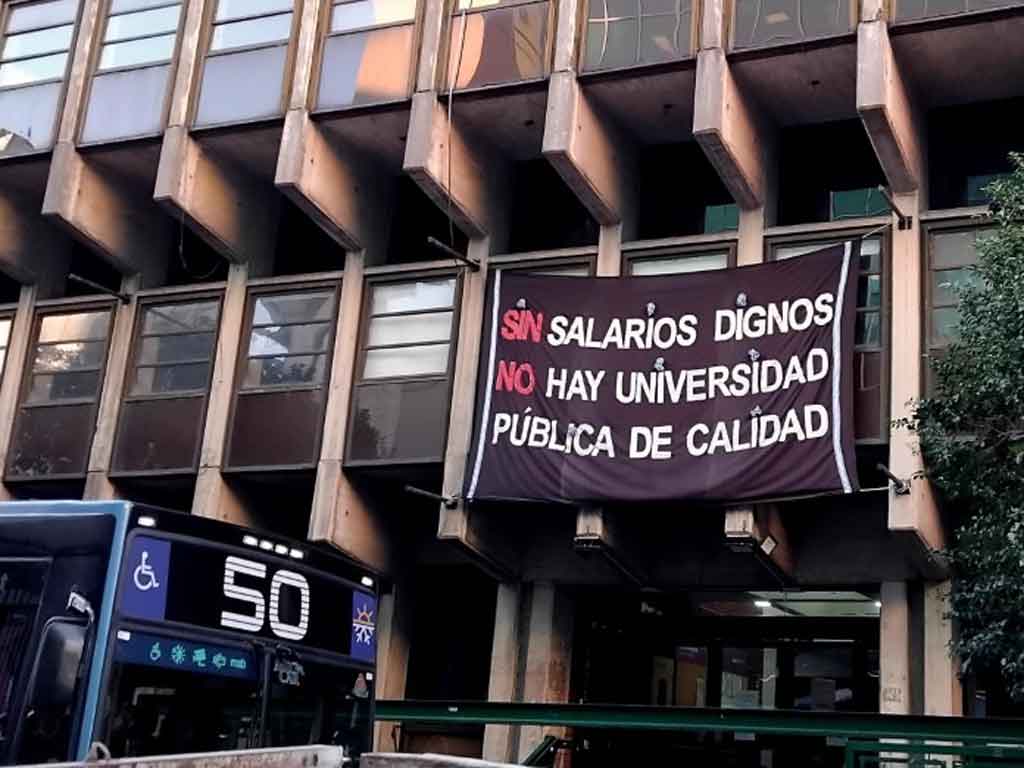 SIN SALARIOS DIGNOS
NO HAY UNIVERSIDAD
PÚBLICA DE CALIDAD
50